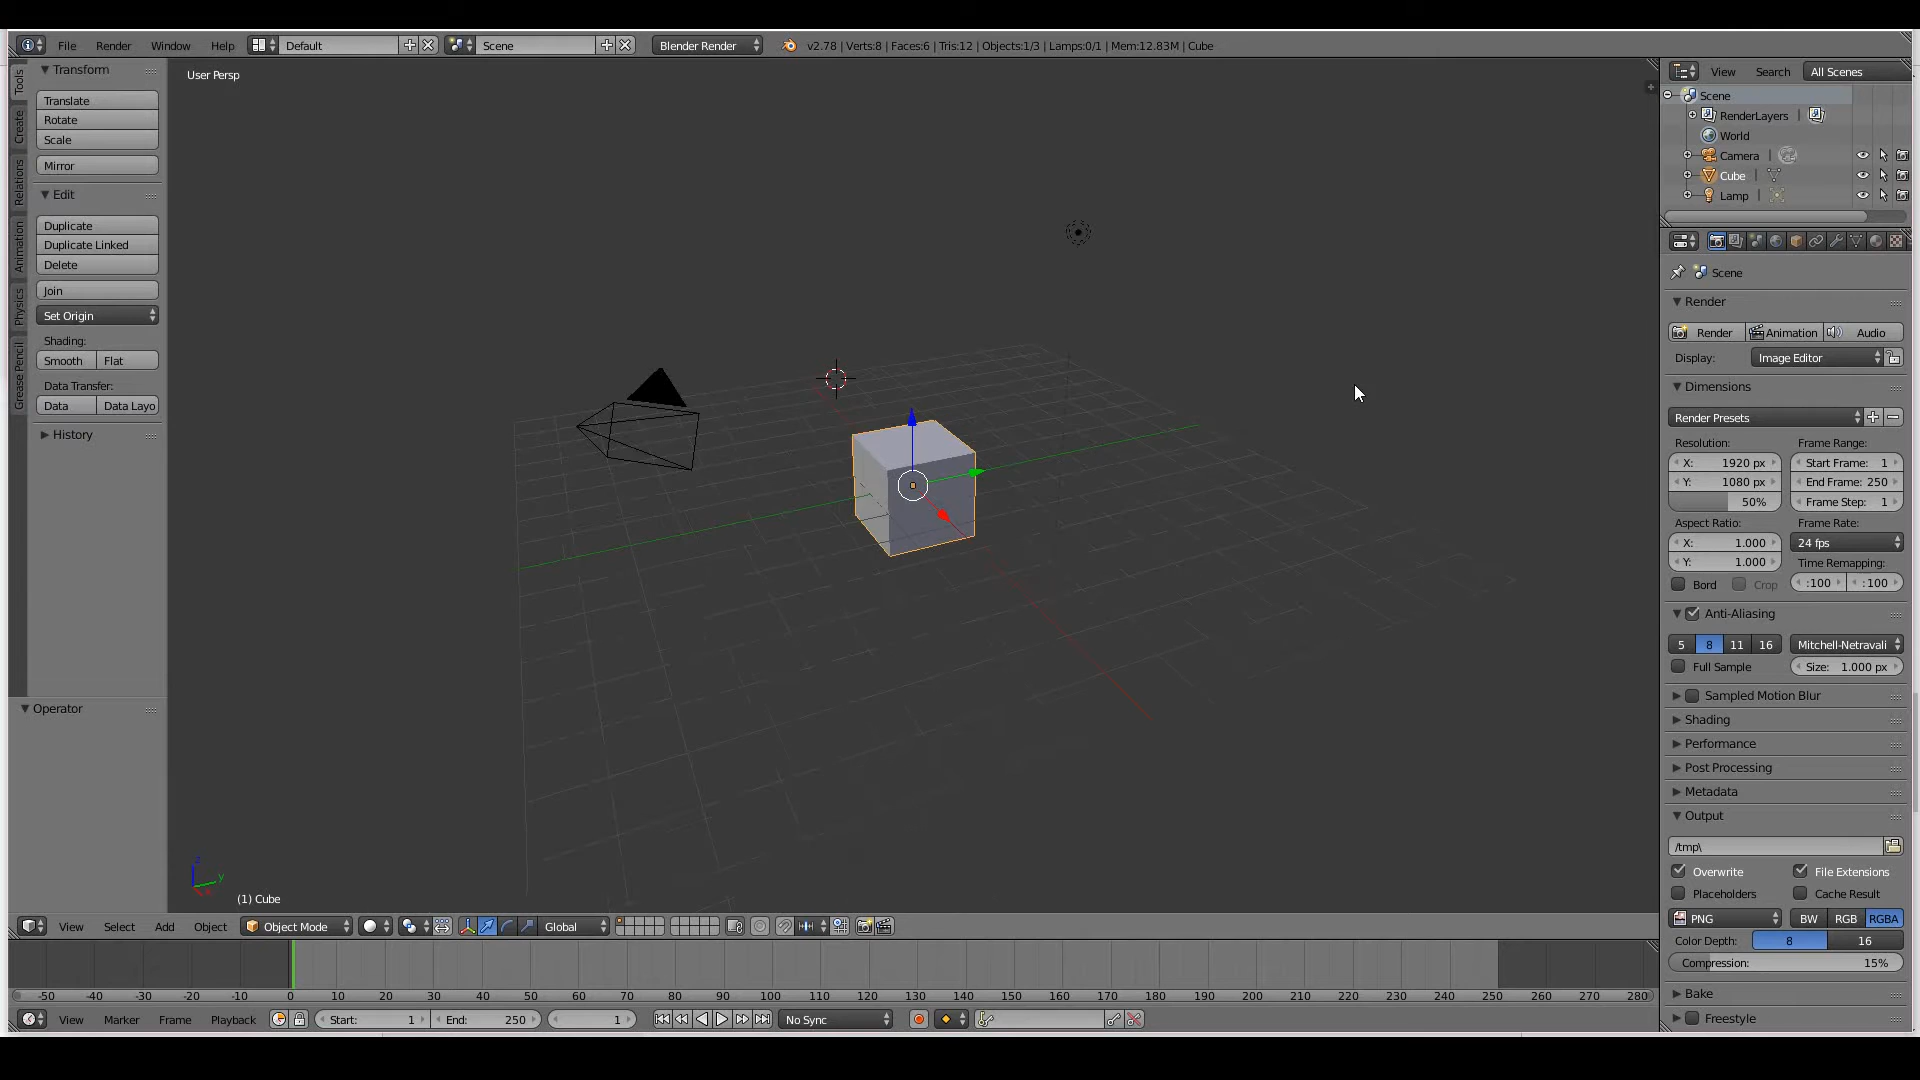 File Render Window Help Default Scene Blender Render v2.78 | Verts:8 | Faces:6 | Tris:12 | Objects:1/3 | Lamps:0/1 | Mem:12.83M | Cube
Tools
Create
Relations
Animation
Physics
Grease Pencil
Transform
Translate
Rotate
Scale
Mirror
Edit
Duplicate
Duplicate Linked
Delete
Join
Set Origin
Shading:
Smooth Flat
Data Transfer:
Data Data Layo
History
Operator
User Persp
z
y
(1) Cube
View Search All Scenes
Scene
RenderLayers |
World
Camera |
Cube |
Lamp |
Scene
Render
Render Animation Audio
Display: Image Editor
Dimensions
Render Presets
Resolution: Frame Range:
X: 1920 px Start Frame: 1
Y: 1080 px End Frame: 250
50% Frame Step: 1
Aspect Ratio: Frame Rate:
X: 1.000 24 fps
Y: 1.000 Time Remapping:
Bord Crop :100 :100
Anti-Aliasing
5 8 11 16 Mitchell-Netravali
Full Sample Size: 1.000 px
Sampled Motion Blur
Shading
Performance
Post Processing
Metadata
Output
/tmp\
Overwrite File Extensions
Placeholders Cache Result
PNG BW RGB RGBA
Color Depth: 8 16
Compression: 15%
Bake
Freestyle
View Select Add Object Object Mode Global
-50 -40 -30 -20 -10 0 10 20 30 40 50 60 70 80 90 100 110 120 130 140 150 160 170 180 190 200 210 220 230 240 250 260 270 280
View Marker Frame Playback Start: 1 End: 250 1 No Sync